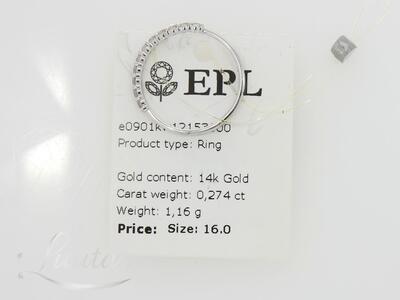 EPL
e0901kv12153500
Product type: Ring
Gold content: 14k Gold
Carat weight: 0,274 ct
Weight: 1,16 g
Price: Size: 16.0